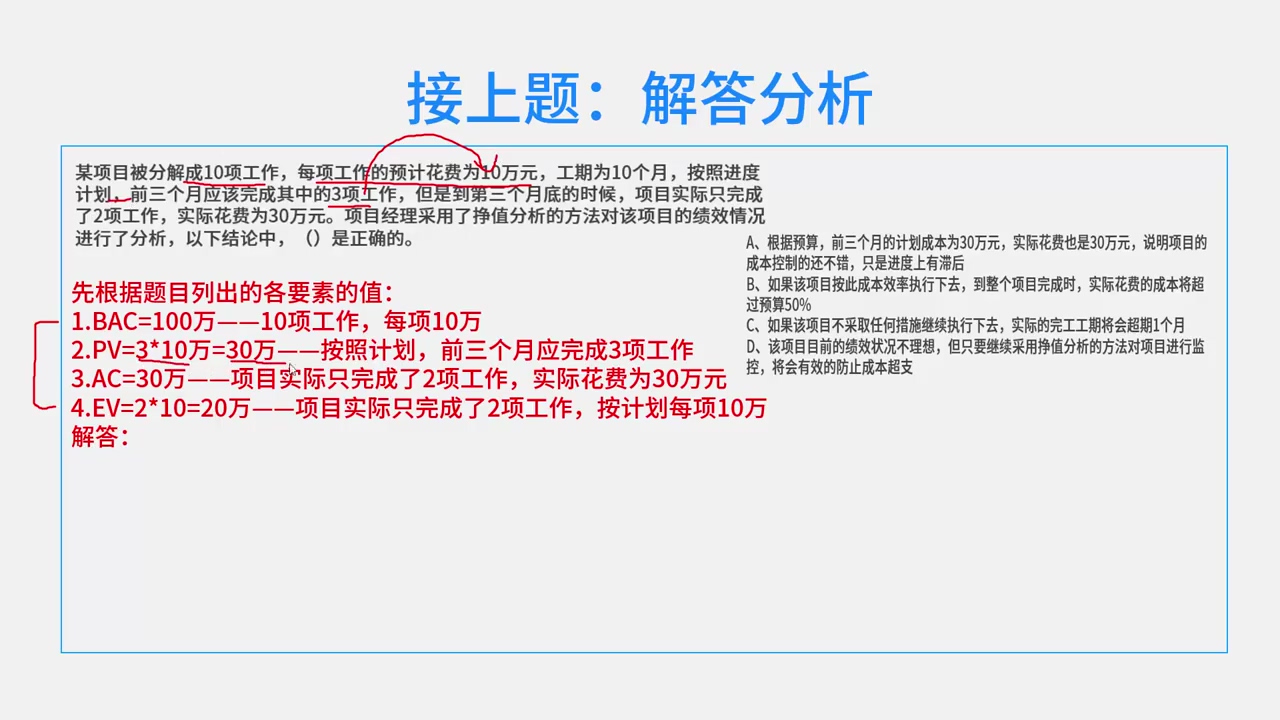 接上题：解答分析
某项目被分解成10项工作，每项工作的预计花费为10万元，工期为10个月，按照进度
计划，前三个月应该完成其中的3项工作，但是到第三个月底的时候，项目实际只完成
了2项工作，实际花费为30万元。项目经理采用了挣值分析的方法对该项目的绩效情况
进行了分析，以下结论中，（）是正确的。
A、根据预算，前三个月的计划成本为30万元，实际花费也是30万元，说明项目的
成本控制的还不错，只是进度上有滞后
B、如果该项目按此成本效率执行下去，到整个项目完成时，实际花费的成本将超
过预算50%
C、如果该项目不采取任何措施继续执行下去，实际的完工工期将会超期1个月
D、该项目目前的绩效状况不理想，但只要继续采用挣值分析的方法对项目进行监
控，将会有效的防止成本超支
先根据题目列出的各要素的值：
1.BAC=100万——10项工作，每项10万
2.PV=3*10万=30万——按照计划，前三个月应完成3项工作
3.AC=30万——项目实际只完成了2项工作，实际花费为30万元
4.EV=2*10=20万——项目实际只完成了2项工作，按计划每项10万
解答：